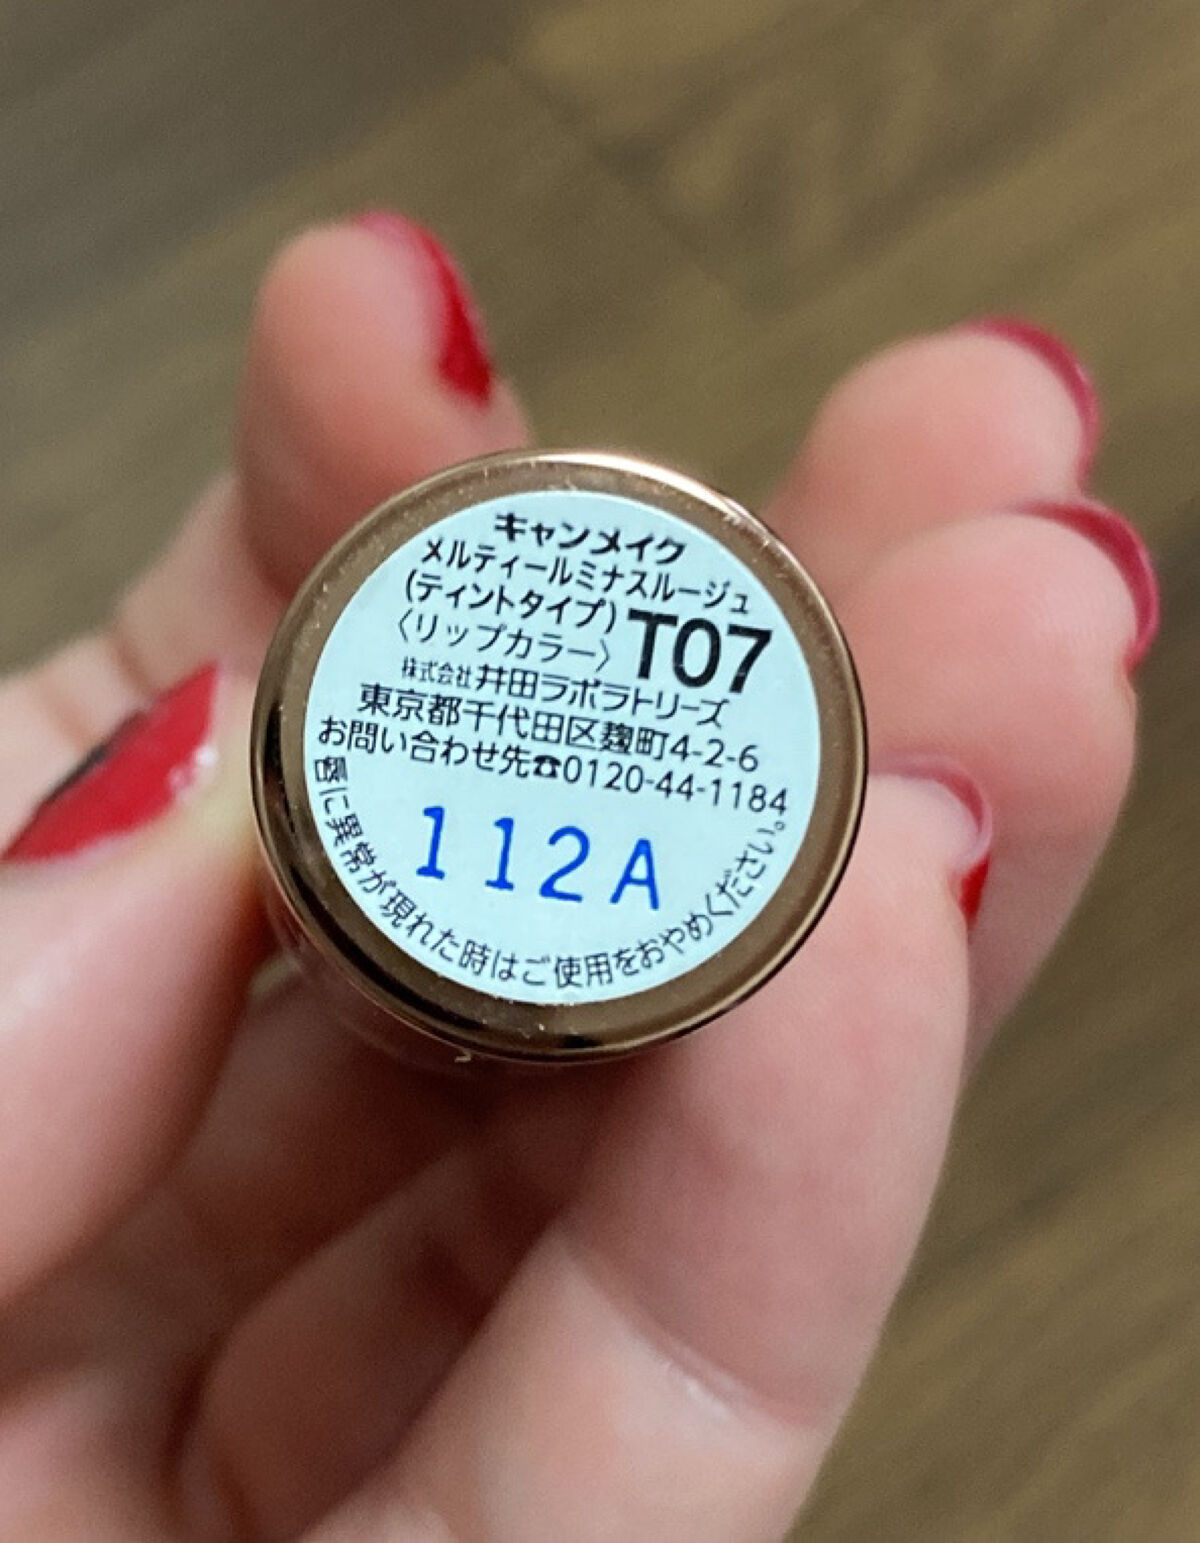 キャンメイク
メルティールミナスルージュ
(ティントタイプ)
〈リップカラー〉 T07
株式会社 井田ラボラトリーズ
東京都千代田区麹町4-2-6
お問い合わせ先☎0120-44-1184
112A
唇に異常が現れた時はご使用をおやめください。